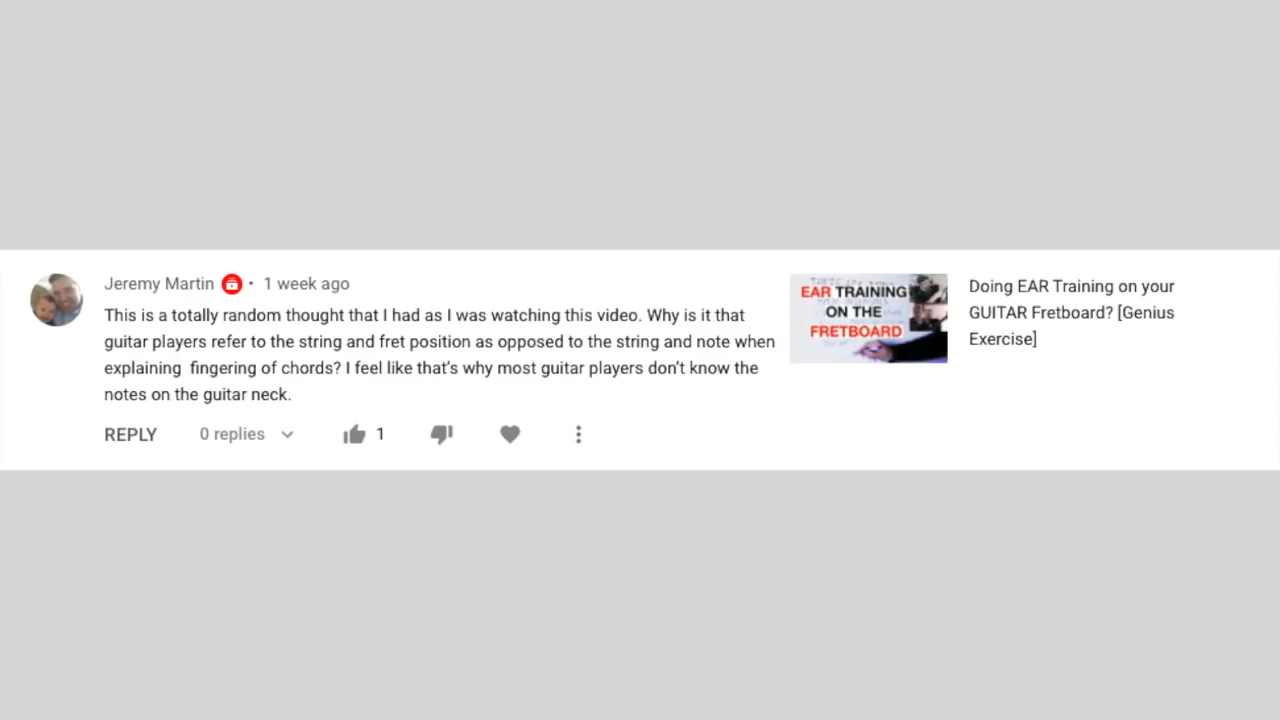 Jeremy Martin • 1 week ago
This is a totally random thought that I had as I was watching this video. Why is it that
guitar players refer to the string and fret position as opposed to the string and note when
explaining  fingering of chords? I feel like that’s why most guitar players don’t know the
notes on the guitar neck.
REPLY 0 replies 1
EAR TRAINING
ON THE
FRETBOARD
Doing EAR Training on your
GUITAR Fretboard? [Genius
Exercise]